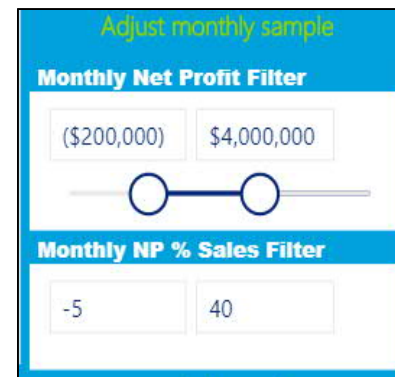 Adjust monthly sample
Monthly Net Profit Filter
($200,000) $4,000,000
Monthly NP % Sales Filter
-5 40